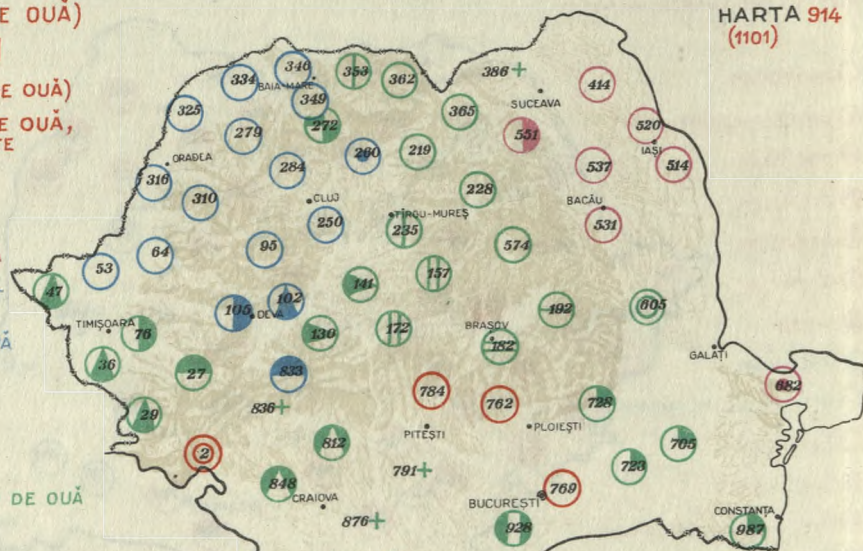 E OUĂ)
HARTA 914
(1101)
E OUĂ)
E OUĂ,
TE
346
334
BAIA-MARE
353
362
386 +
414
349
SUCEAVA
325
365
272
520
279
551
IAȘI
260
219
ORADEA
284
537
514
316
228
310
CLUJ
BACĂU
TÎRGU-MUREȘ
250
235
531
95
574
64
53
157
47
141
102
105
DEVA
192
605
TIMIȘOARA
76
130
172
BRAȘOV
182
GALAȚI
36
27
833
682
784
762
728
836 +
29
PITEȘTI
PLOIEȘTI
812
705
2
791 +
723
848
769
DE OUĂ
CRAIOVA
BUCUREȘTI
876 +
928
CONSTANȚA
987